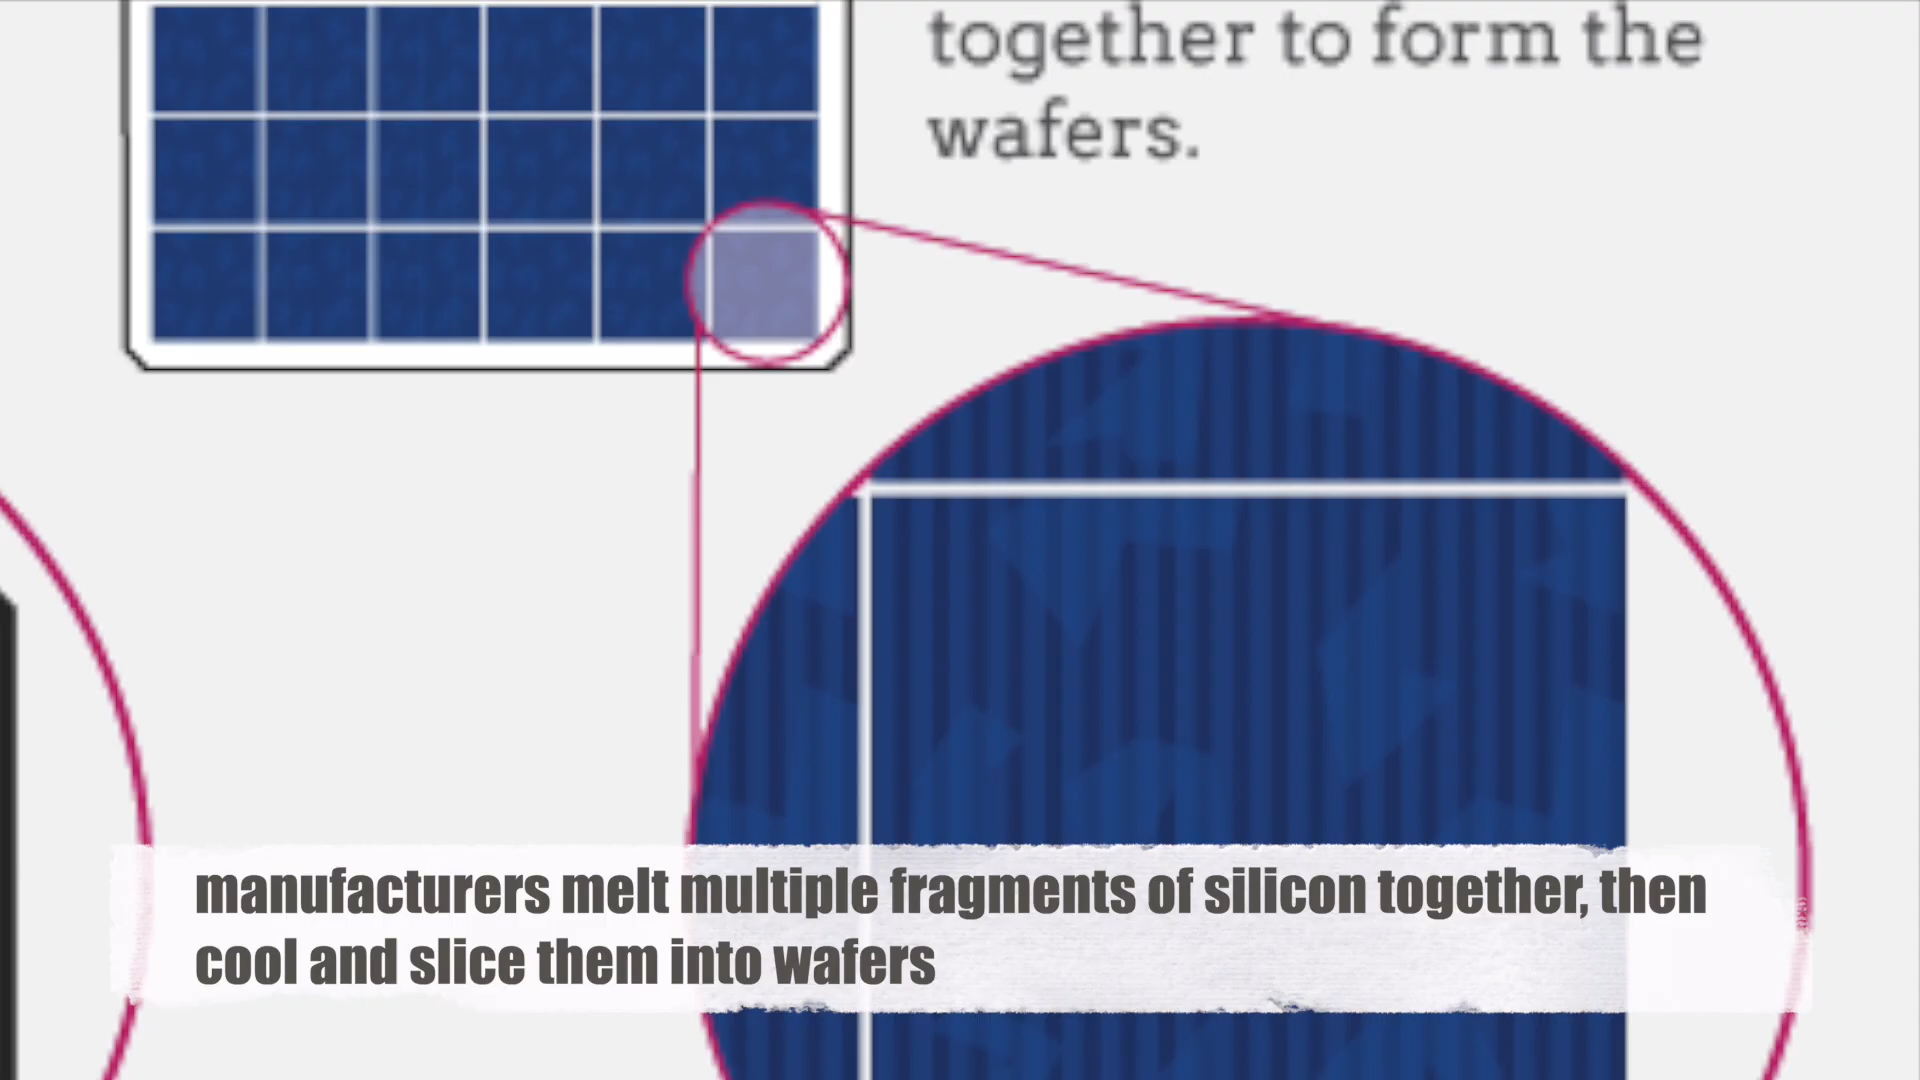 together to form the
wafers.
manufacturers melt multiple fragments of silicon together, then
cool and slice them into wafers